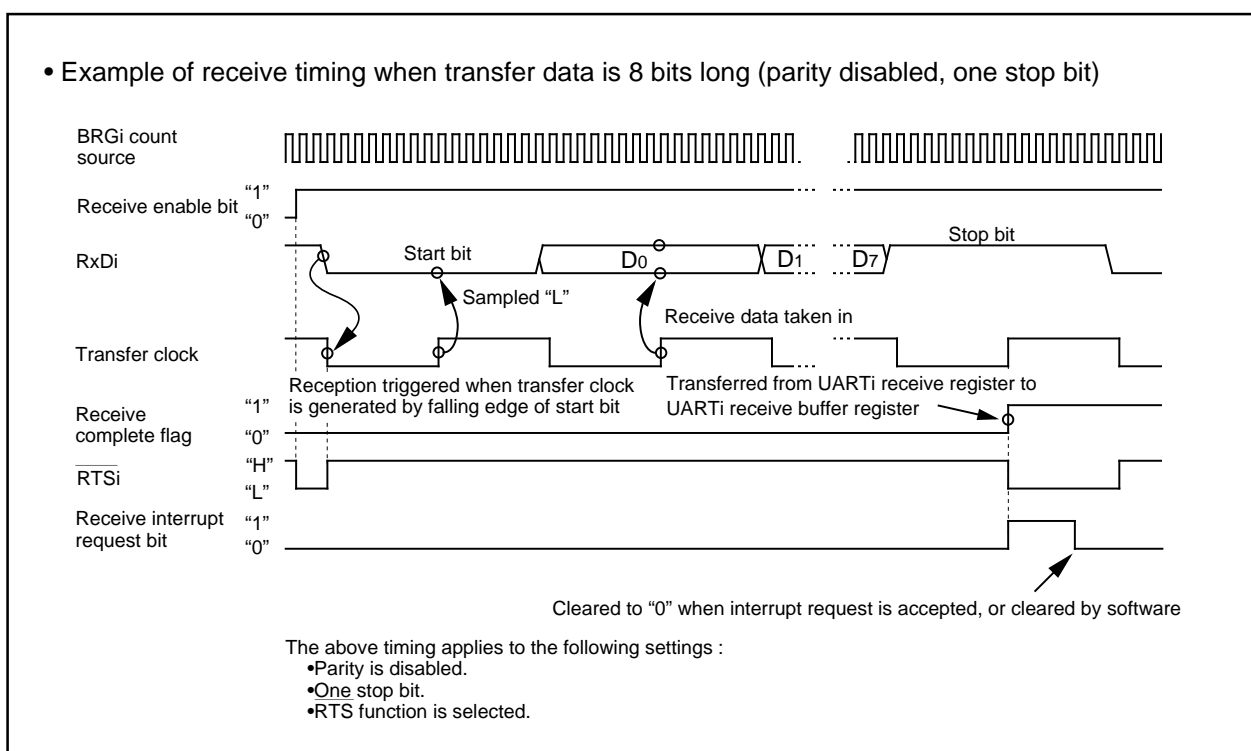 • Example of receive timing when transfer data is 8 bits long (parity disabled, one stop bit)
BRGi count
source
Receive enable bit
“1”
“0”
RxDi
Start bit
D0
D1
D7
Stop bit
Sampled “L”
Receive data taken in
Transfer clock
Reception triggered when transfer clock
is generated by falling edge of start bit
Transferred from UARTi receive register to
UARTi receive buffer register
Receive
complete flag
“1”
“0”
RTSi
“H”
“L”
Receive interrupt
request bit
“1”
“0”
Cleared to “0” when interrupt request is accepted, or cleared by software
The above timing applies to the following settings :
•Parity is disabled.
•One stop bit.
•RTS function is selected.